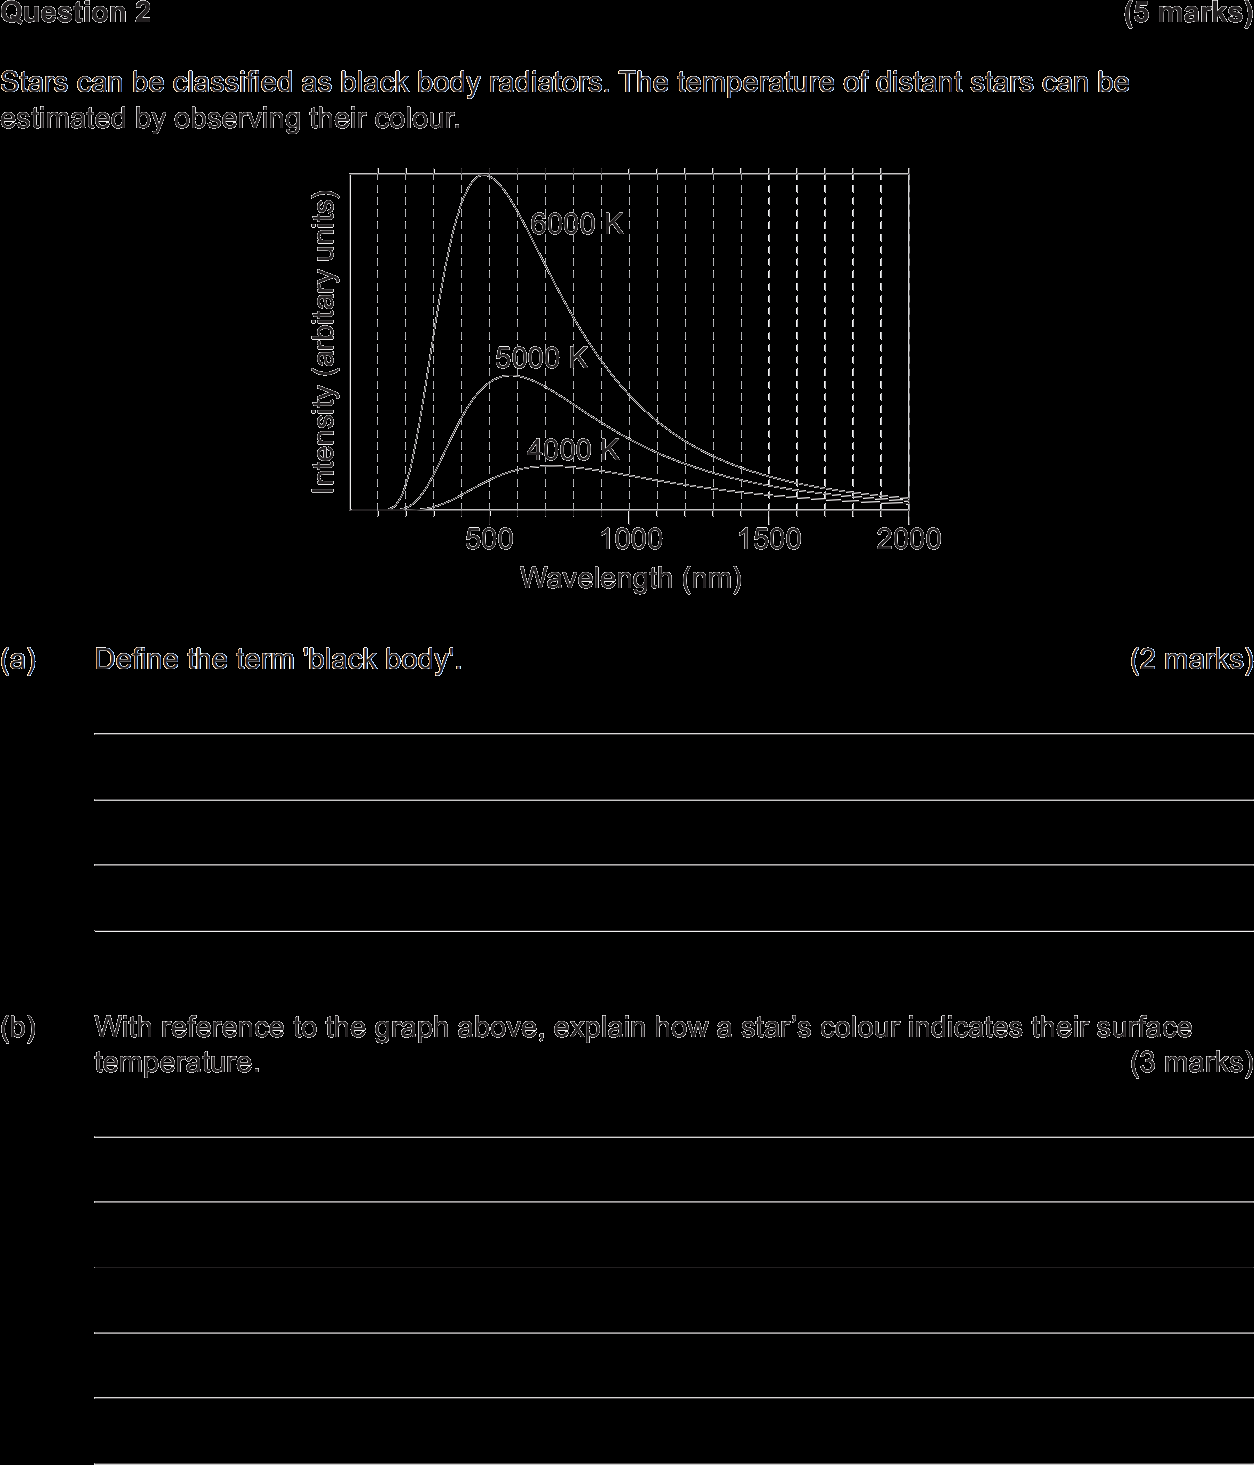 Question 2 (5 marks)
Stars can be classified as black body radiators. The temperature of distant stars can be
estimated by observing their colour.
Intensity (arbitary units)
6000 K
5000 K
4000 K
500 1000 1500 2000
Wavelength (nm)
(a) Define the term 'black body'. (2 marks)
(b) With reference to the graph above, explain how a star's colour indicates their surface
temperature. (3 marks)